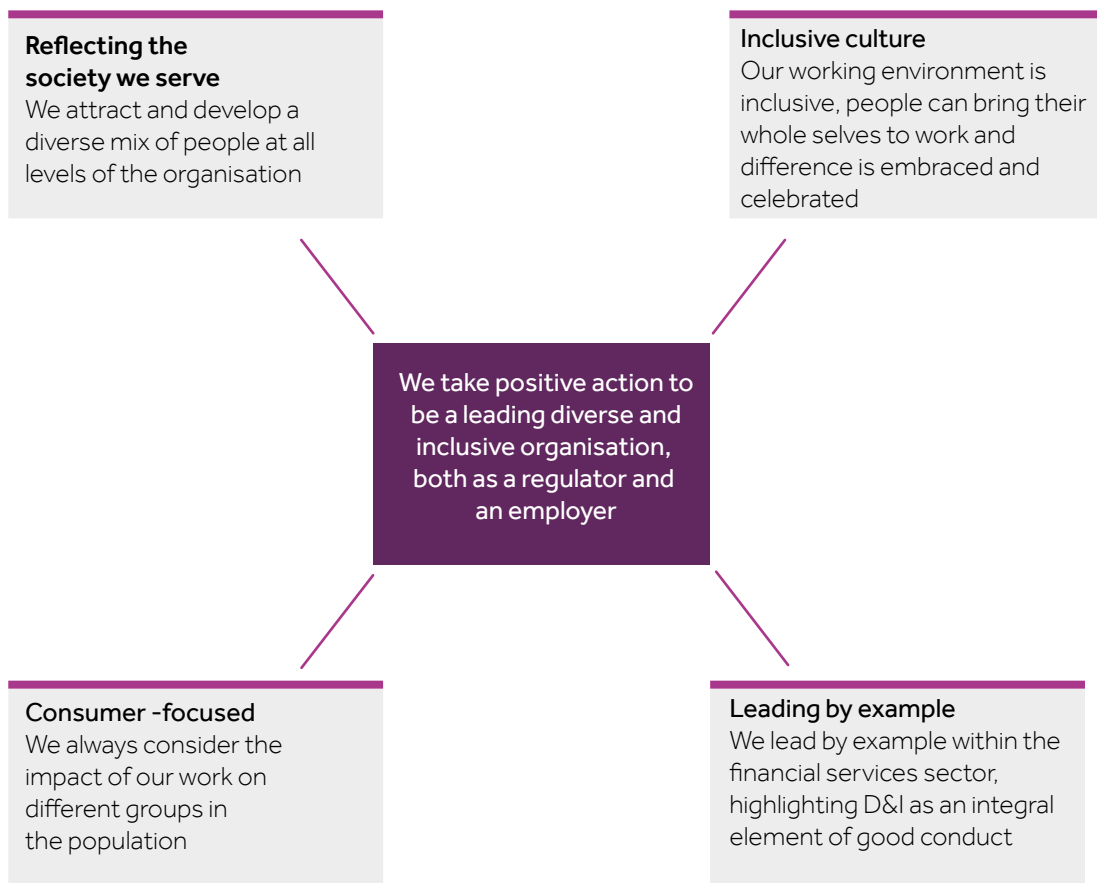 Reflecting the
society we serve
We attract and develop a
diverse mix of people at all
levels of the organisation
Inclusive culture
Our working environment is
inclusive, people can bring their
whole selves to work and
difference is embraced and
celebrated
We take positive action to
be a leading diverse and
inclusive organisation,
both as a regulator and
an employer
Consumer -focused
We always consider the
impact of our work on
different groups in
the population
Leading by example
We lead by example within the
financial services sector,
highlighting D&I as an integral
element of good conduct